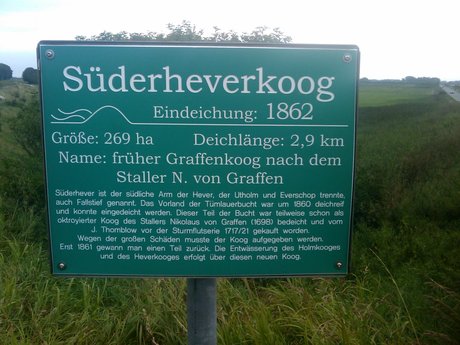 Süderheverkoog
Eindeichung: 1862
Größe: 269 ha Deichlänge: 2,9 km
Name: früher Graffenkoog nach dem
Staller N. von Graffen
Süderhever ist der südliche Arm der Hever, der Utholm und Everschop trennte,
auch Fallstief genannt. Das Vorland der Tümlauerbucht war um 1860 deichreif
und konnte eingedeicht werden. Dieser Teil der Bucht war teilweise schon als
oktroyierter Koog des Stallers Nikolaus von Graffen (1698) bedeicht und vom
J. Thomblow vor der Sturmflutserie 1717/21 gekauft worden.
Wegen der großen Schäden musste der Koog aufgegeben werden.
Erst 1861 gewann man einen Teil zurück. Die Entwässerung des Holmkooges
und des Heverkooges erfolgt über diesen neuen Koog.